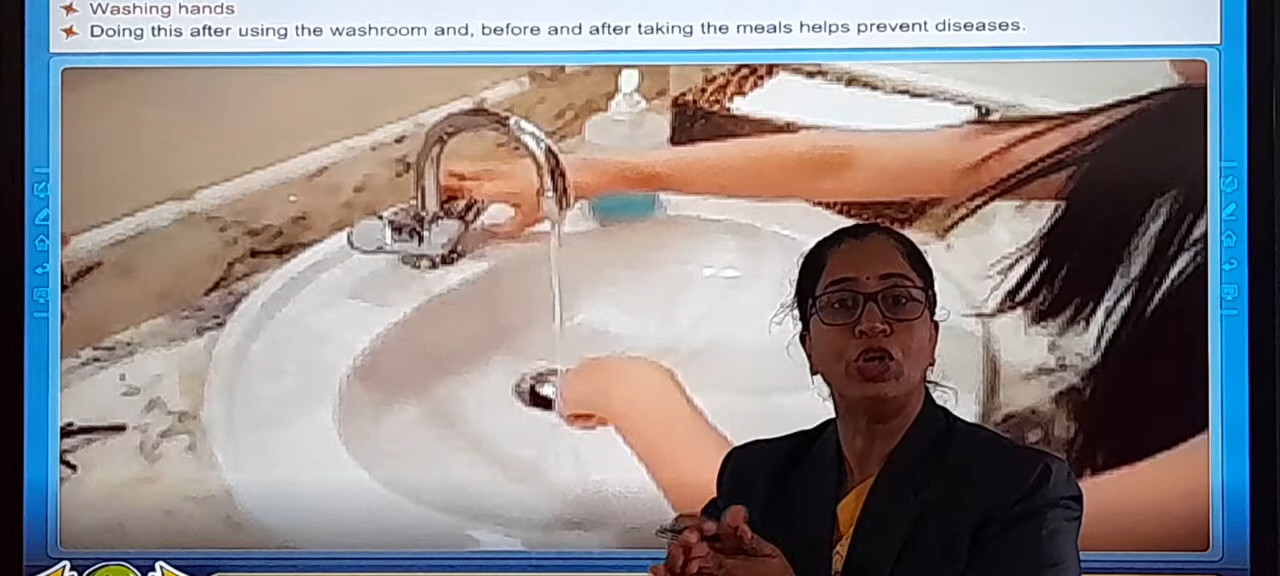 Washing hands
Doing this after using the washroom and, before and after taking the meals helps prevent diseases.